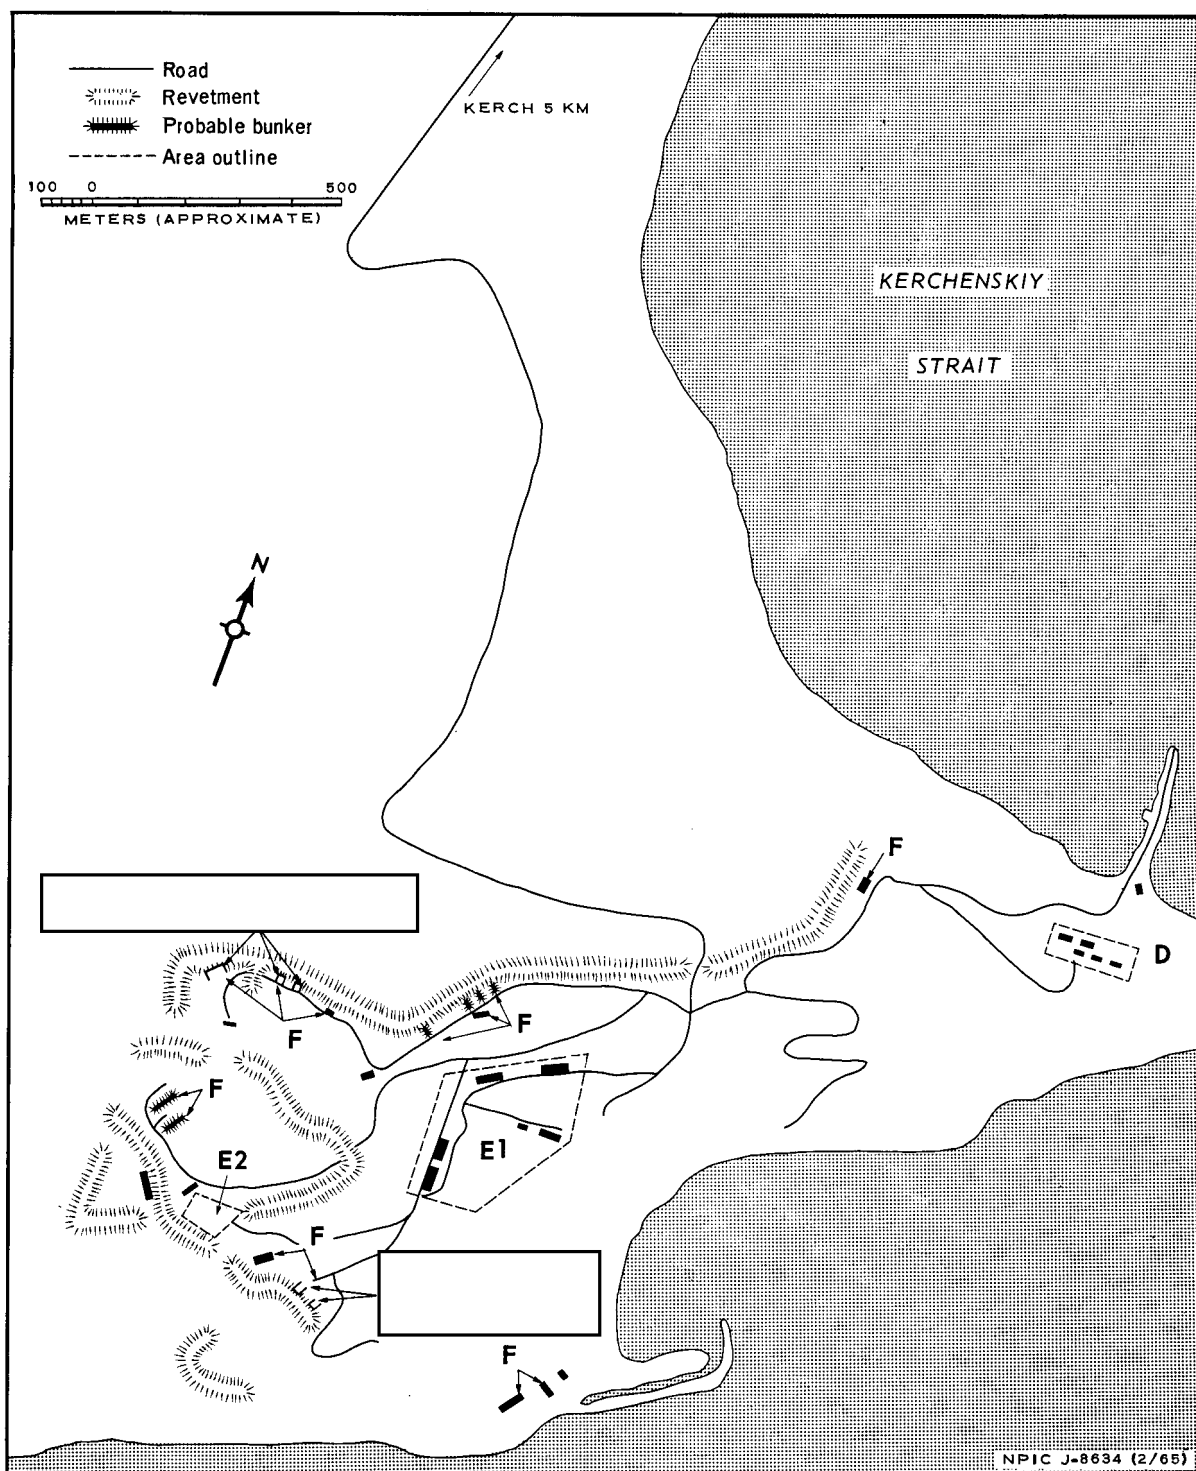 Road
Revetment
Probable bunker
Area outline
100 0 500
METERS (APPROXIMATE)
KERCH 5 KM
KERCHENSKIY
STRAIT
N
F
D
F
F
F
E1
E2
F
F
NPIC J-8634 (2/65)